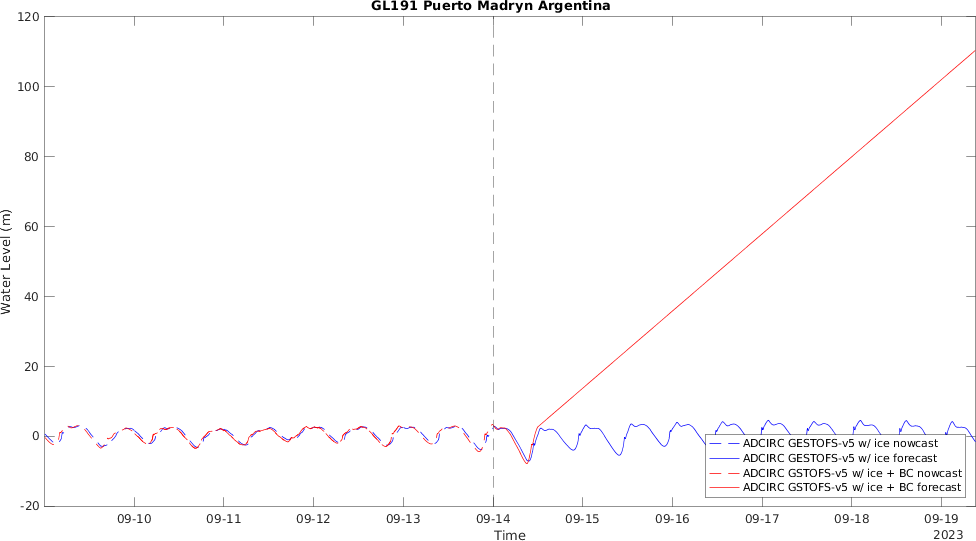 GL191 Puerto Madryn Argentina
120
100
80
60
40
20
0
-20
Water Level (m)
09-10 09-11 09-12 09-13 09-14 09-15 09-16 09-17 09-18 09-19
Time
2023
ADCIRC GESTOFS-v5 w/ ice nowcast
ADCIRC GESTOFS-v5 w/ ice forecast
ADCIRC GSTOFS-v5 w/ ice + BC nowcast
ADCIRC GSTOFS-v5 w/ ice + BC forecast